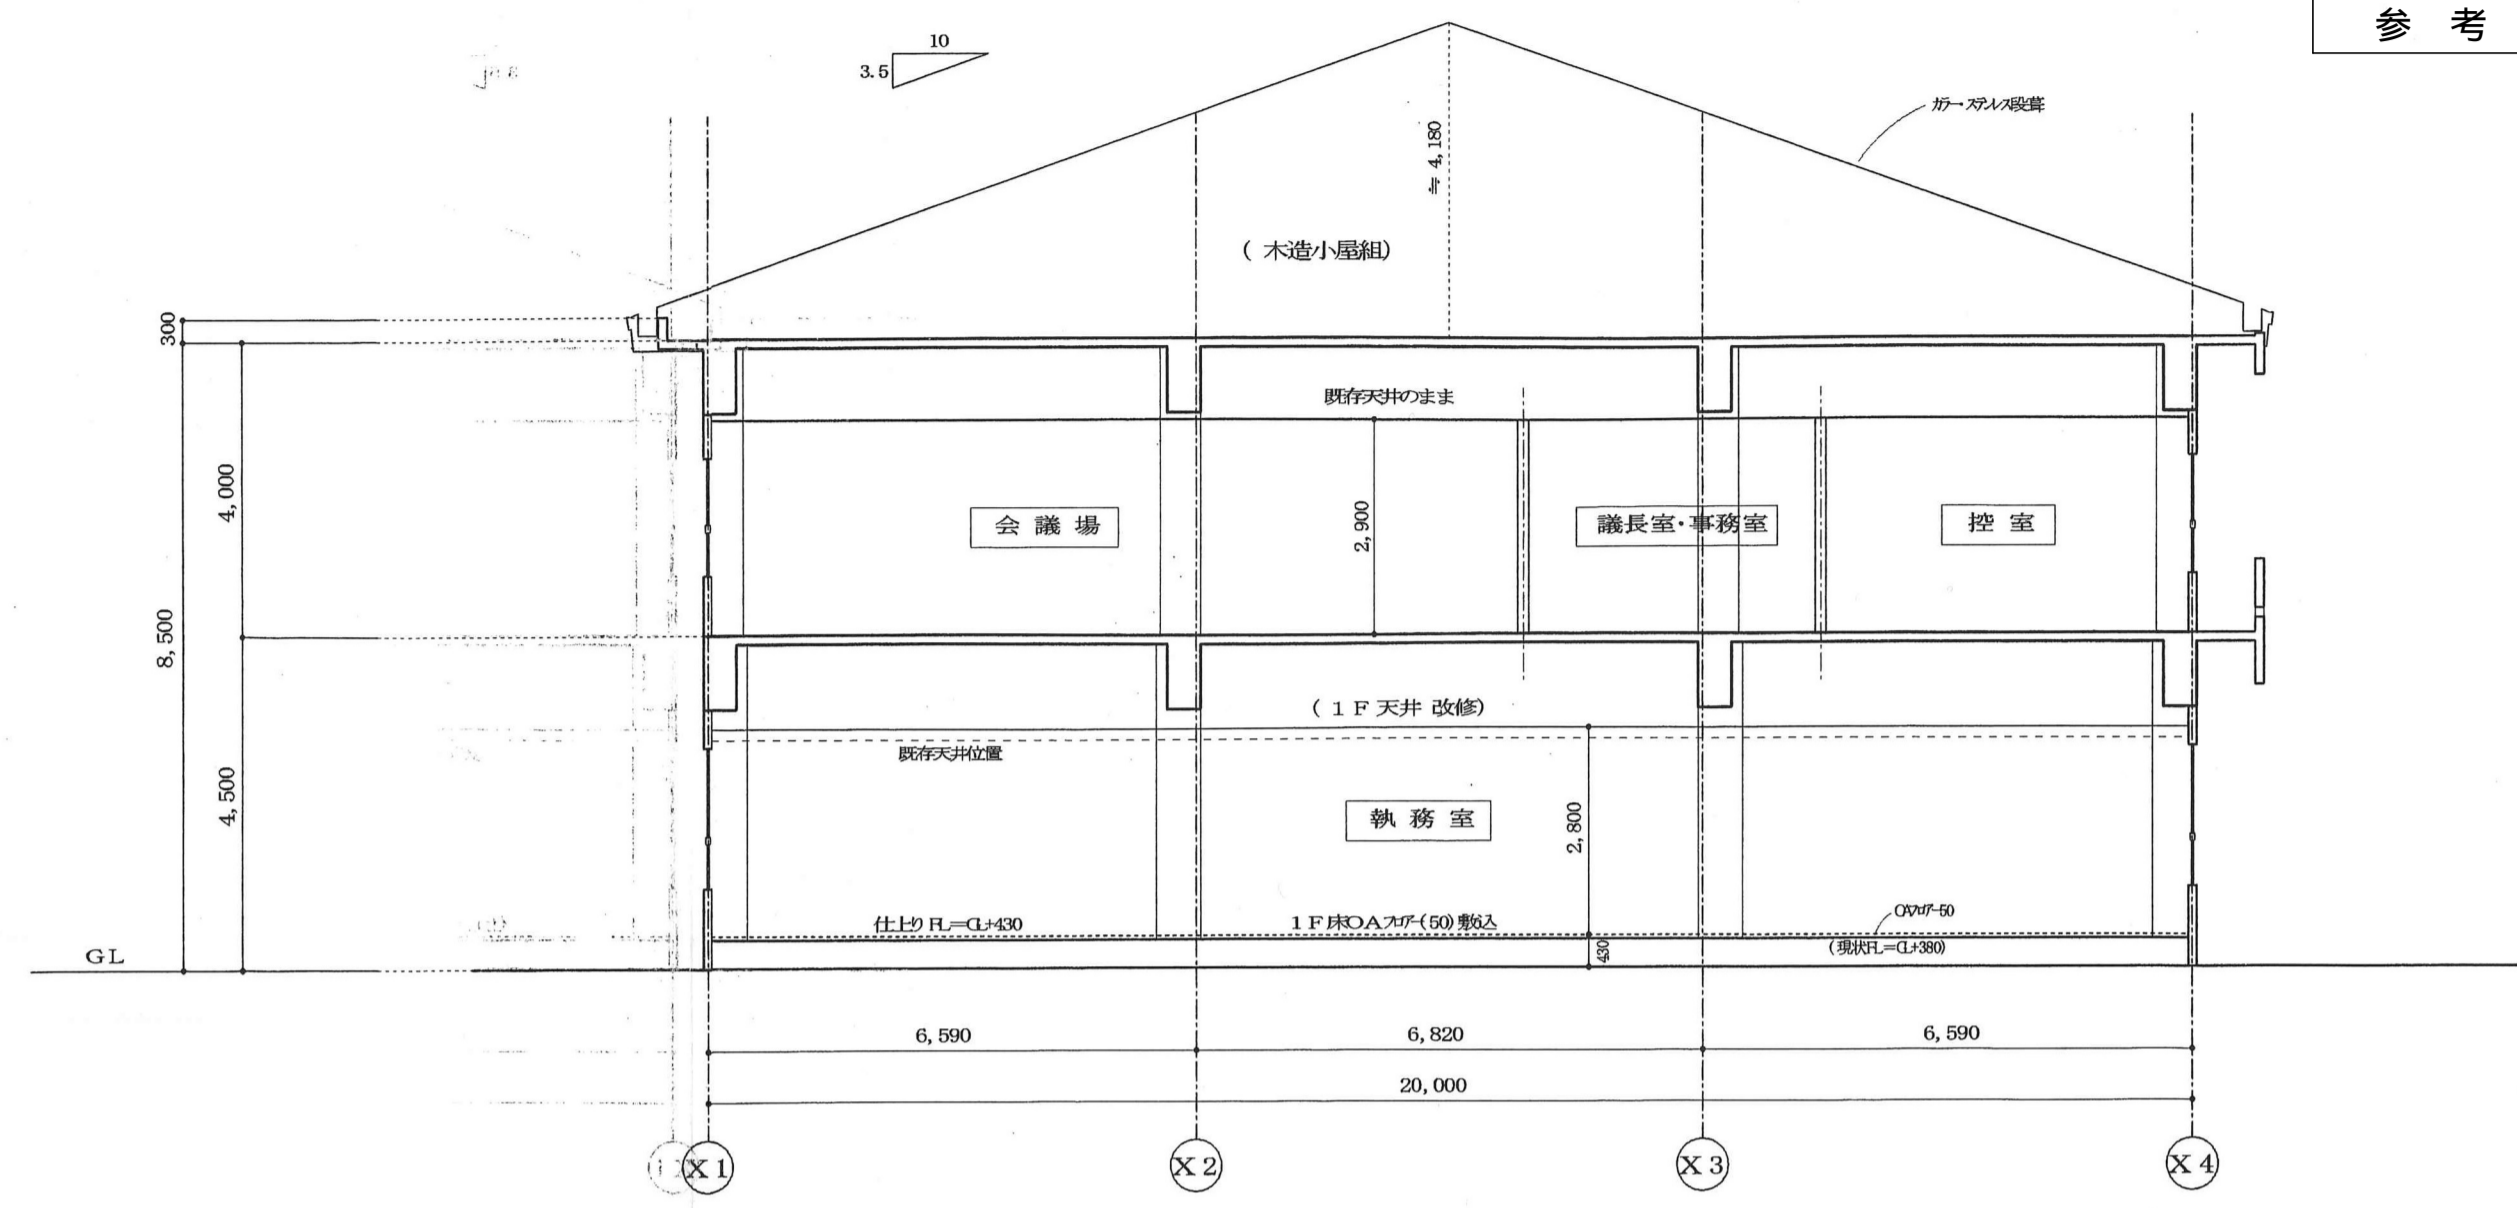 参 考
10
3.5
カラーステンレス段葺
≒4,180
(木造小屋組)
300
既存天井のまま
4,000
2,900
会 議 場
議長室・事務室
控 室
8,500
(1F天井 改修)
既存天井位置
4,500
2,800
執 務 室
仕上りFL=GL+430
1F床OAフロアー(50)敷込
OAフロアー50
430
(現状FL=GL+380)
GL
6,590
6,820
6,590
20,000
X1
X2
X3
X4